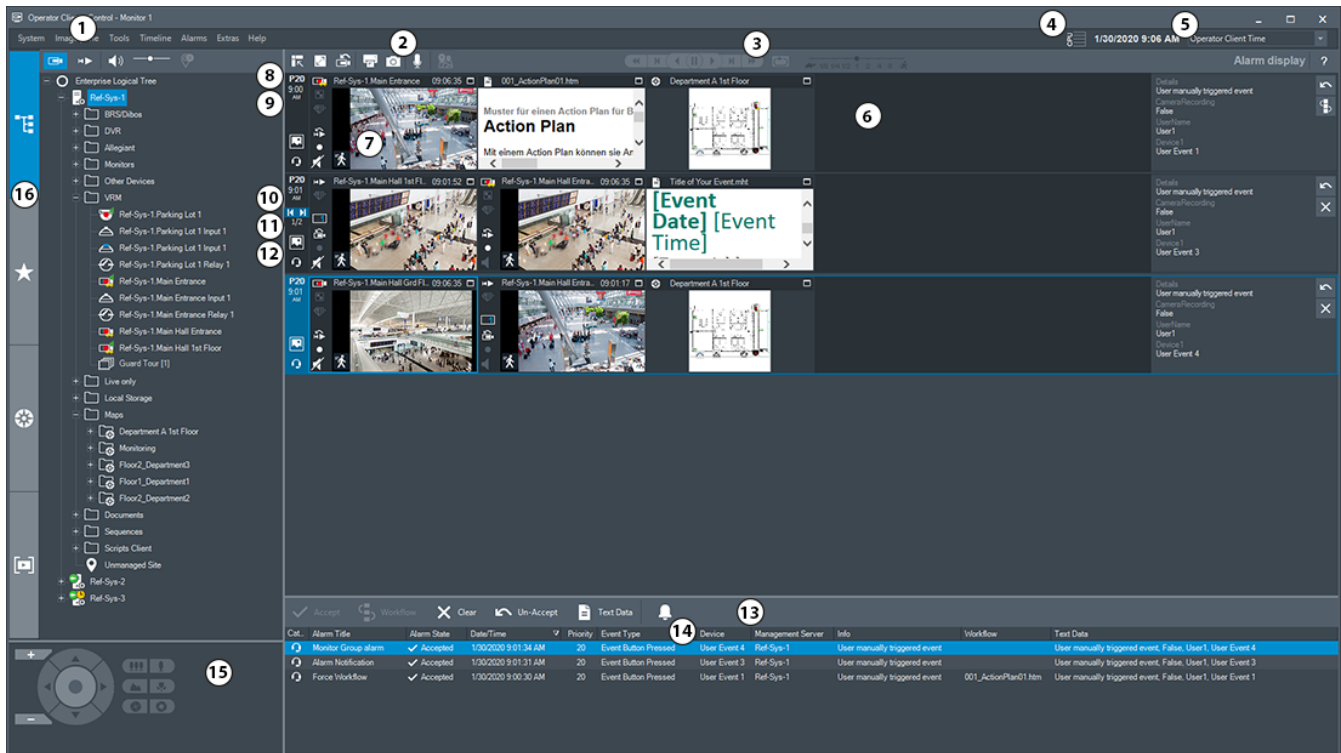 Operator Client Control - Monitor 1
1
4
5
System
Tools
Timeline
Alarms
Extras
Help
2
3
1/30/2020 9:06 AM
Operator Client Time
Alarm display
?
Enterprise Logical Tree
Ref-Sys-1
BRS/Dibos
DVR
Allegiant
Monitors
Other Devices
VRM
Ref-Sys-1.Parking Lot 1
Ref-Sys-1.Parking Lot 1 Input 1
Ref-Sys-1.Parking Lot 1 Input 1
Ref-Sys-1.Parking Lot 1 Relay 1
Ref-Sys-1.Main Entrance
Ref-Sys-1.Main Entrance Input 1
Ref-Sys-1.Main Entrance Relay 1
Ref-Sys-1.Main Hall Entrance
Ref-Sys-1.Main Hall 1st Floor
Guard Tour [1]
Live only
Local Storage
Maps
Department A 1st Floor
Monitoring
Floor2_Department3
Floor1_Department1
Floor2_Department2
Documents
Sequences
Scripts Client
Unmanaged Site
Ref-Sys-2
Ref-Sys-3
16
8
9
10
11
12
15
P20
9:00
AM
Ref-Sys-1.Main Entrance 09:06:35
001_ActionPlan01.htm
Department A 1st Floor
7
6
Muster für einen Action Plan für B
Action Plan
Mit einem Action Plan können sie Ar
Details
User manually triggered event
CameraRecording
False
UserName
User1
Device1
User Event 1
P20
9:01
AM
1/2
Ref-Sys-1.Main Hall 1st Fl.. 09:01:52
Ref-Sys-1.Main Hall Entra.. 09:06:35
Title of Your Event.mht
[Event
Date] [Event
Time]
Details
User manually triggered event
CameraRecording
False
UserName
User1
Device1
User Event 3
P20
9:01
AM
Ref-Sys-1.Main Hall Grd Fl.. 09:06:35
Ref-Sys-1.Main Hall Entra.. 09:01:17
Department A 1st Floor
Details
User manually triggered event
CameraRecording
False
UserName
User1
Device1
User Event 4
Accept
Workflow
Clear
Un-Accept
Text Data
13
14
Cat.. Alarm Title Alarm State Date/Time Priority Event Type Device Management Server Info Workflow Text Data
Monitor Group alarm Accepted 1/30/2020 9:01:34 AM 20 Event Button Pressed User Event 4 Ref-Sys-1 User manually triggered event User manually triggered event, False, User1, User Event 4
Alarm Notification Accepted 1/30/2020 9:01:31 AM 20 Event Button Pressed User Event 3 Ref-Sys-1 User manually triggered event User manually triggered event, False, User1, User Event 3
Force Workflow Accepted 1/30/2020 9:00:30 AM 20 Event Button Pressed User Event 1 Ref-Sys-1 User manually triggered event 001_ActionPlan01.htm User manually triggered event, False, User1, User Event 1